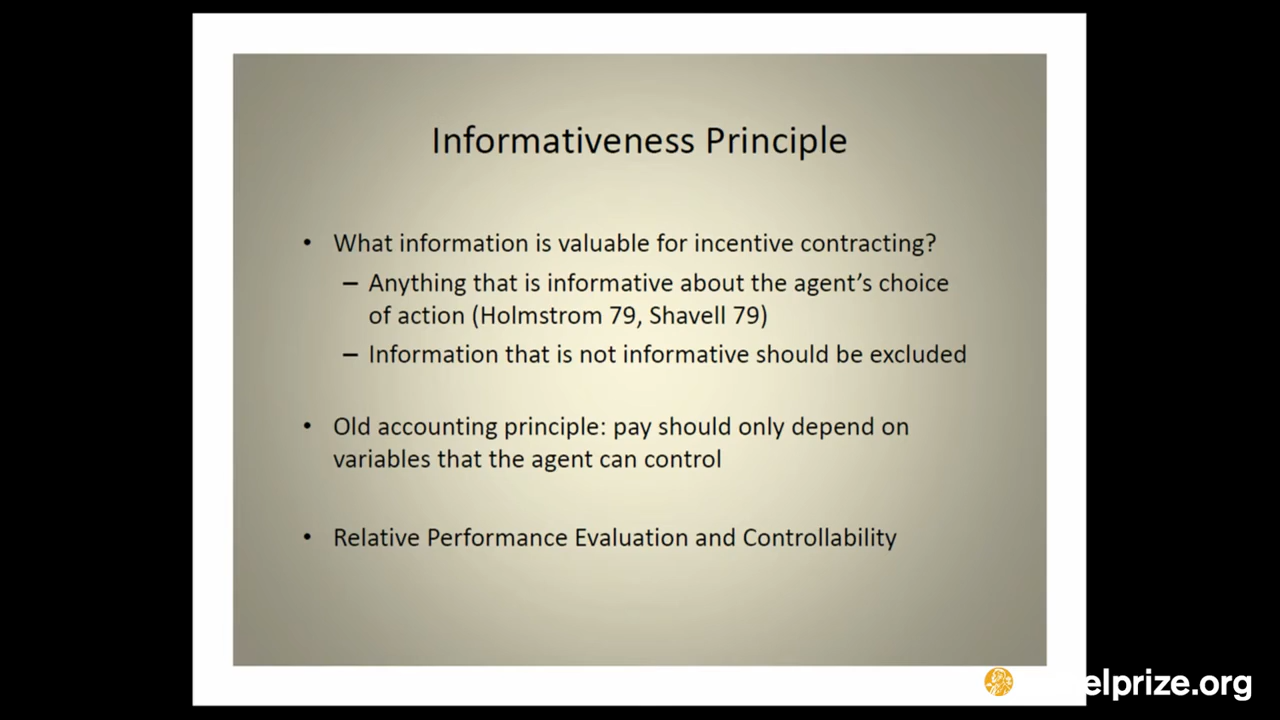 Informativeness Principle
• What information is valuable for incentive contracting?
– Anything that is informative about the agent’s choice
of action (Holmstrom 79, Shavell 79)
– Information that is not informative should be excluded
• Old accounting principle: pay should only depend on
variables that the agent can control
• Relative Performance Evaluation and Controllability
elprize.org